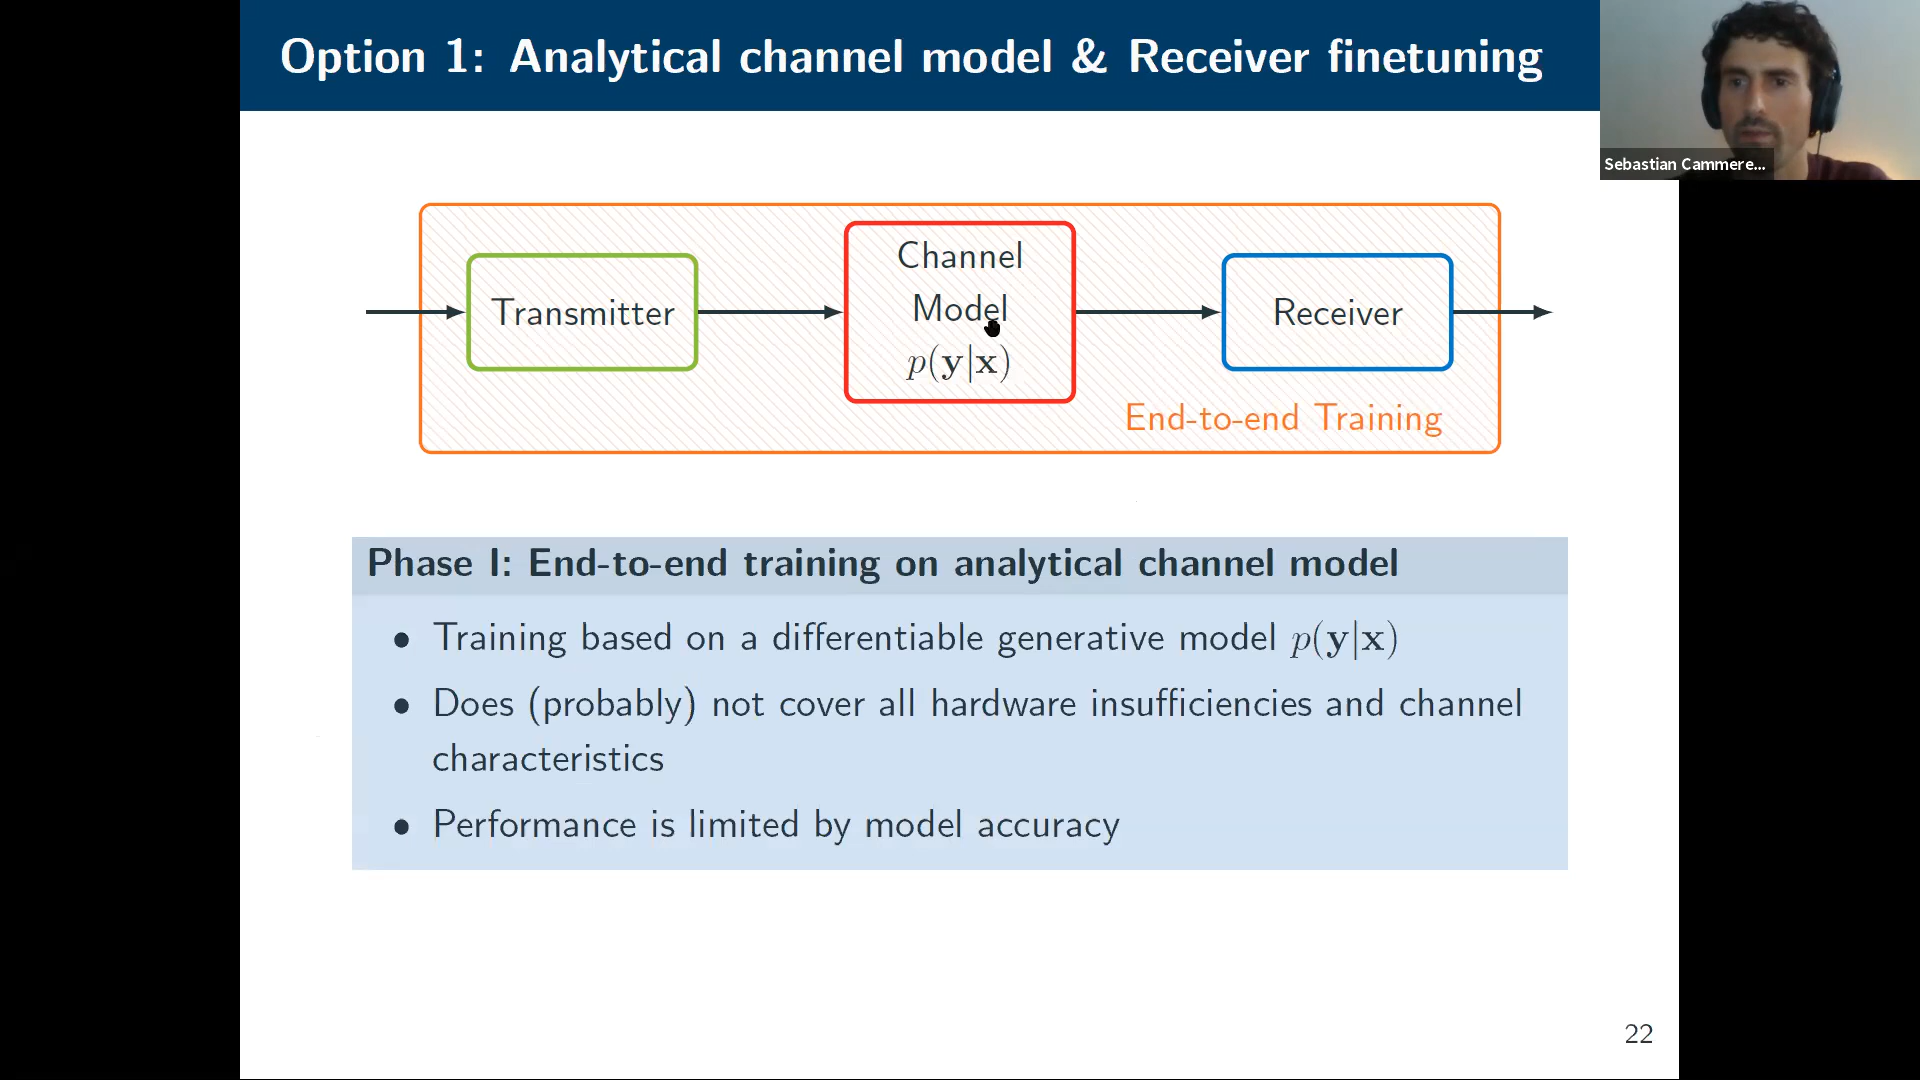 Option 1: Analytical channel model & Receiver finetuning
Sebastian Cammere...
Transmitter
Channel
Model
p(y|x)
Receiver
End-to-end Training
Phase I: End-to-end training on analytical channel model
• Training based on a differentiable generative model p(y|x)
• Does (probably) not cover all hardware insufficiencies and channel
characteristics
• Performance is limited by model accuracy
22